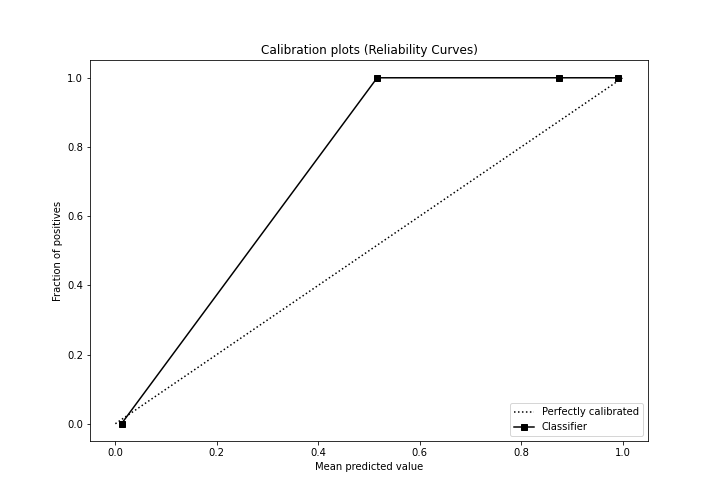 Calibration plots (Reliability Curves)
Fraction of positives
1.0
0.8
0.6
0.4
0.2
0.0
0.0 0.2 0.4 0.6 0.8 1.0
Mean predicted value
Perfectly calibrated
Classifier